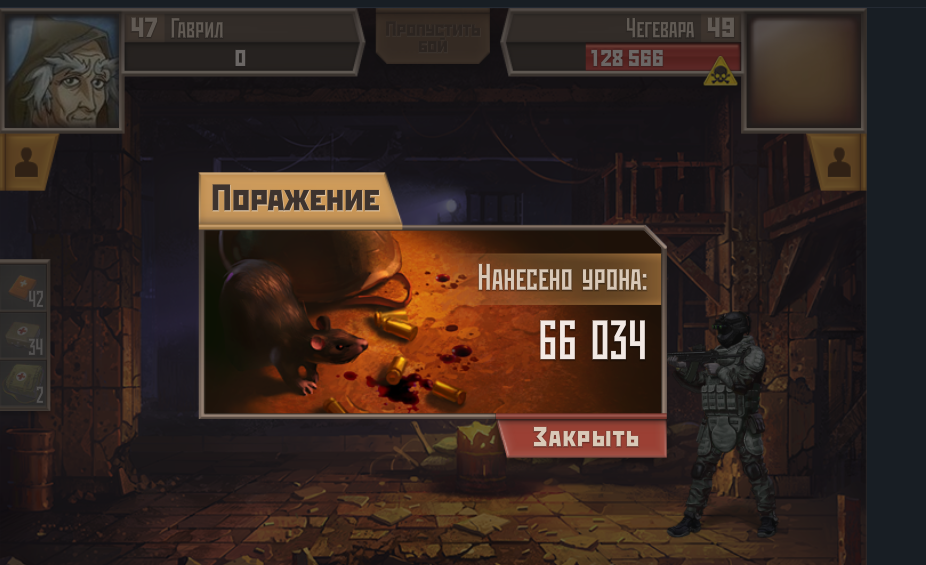 47 Гаврил
0
Пропустить
бой
Чегевара 49
128 566
Поражение
Нанесено урона:
66 034
42
34
2
Закрыть